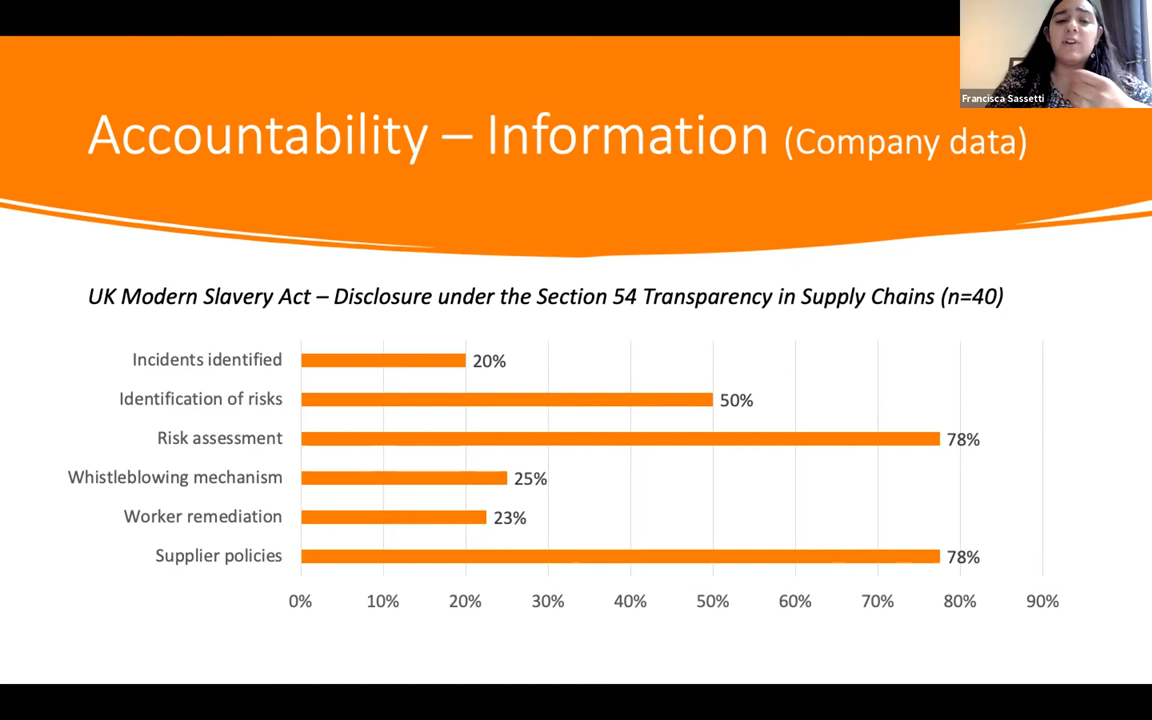 Francisca Sassetti
Accountability – Information (Company data)
UK Modern Slavery Act – Disclosure under the Section 54 Transparency in Supply Chains (n=40)
Incidents identified 20%
Identification of risks 50%
Risk assessment 78%
Whistleblowing mechanism 25%
Worker remediation 23%
Supplier policies 78%
0% 10% 20% 30% 40% 50% 60% 70% 80% 90%